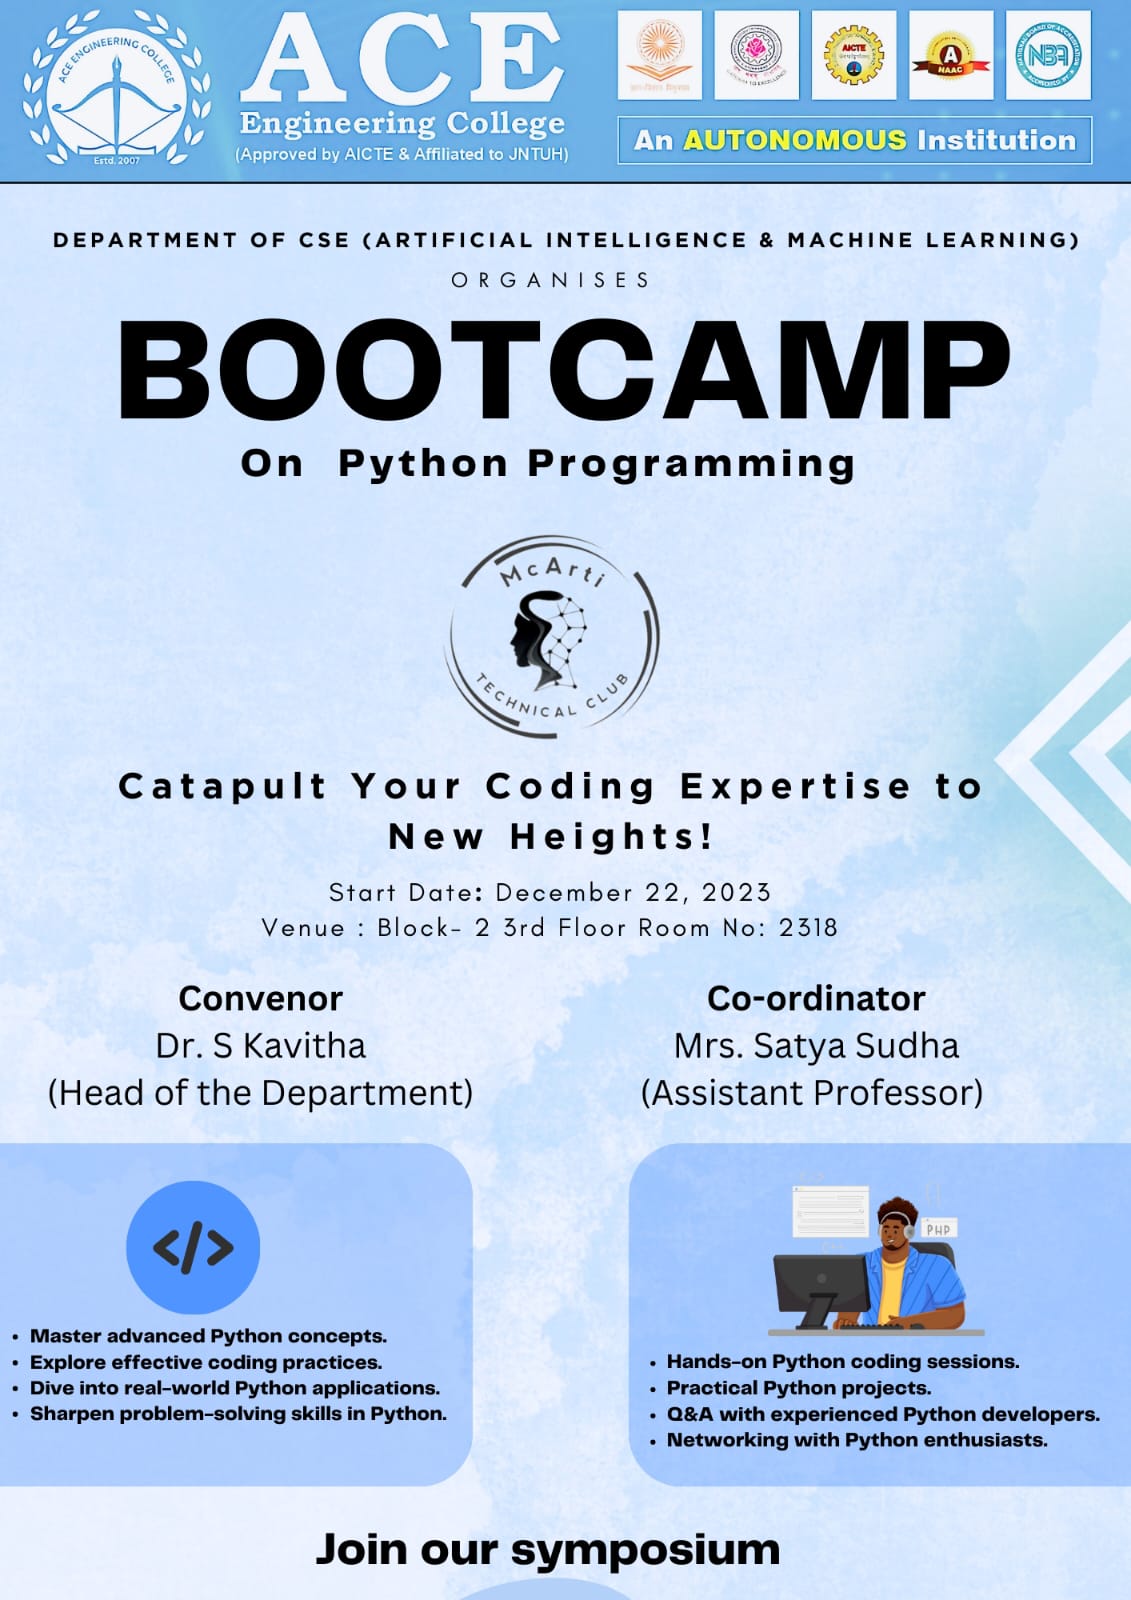 ACE ENGINEERING COLLEGE
Estd. 2007
ACE
Engineering College
(Approved by AICTE & Affiliated to JNTUH)
AICTE
A
NAAC
NBA
An AUTONOMOUS Institution
DEPARTMENT OF CSE (ARTIFICIAL INTELLIGENCE & MACHINE LEARNING)
ORGANISES
BOOTCAMP
On Python Programming
McArti
TECHNICAL CLUB
Catapult Your Coding Expertise to
New Heights!
Start Date: December 22, 2023
Venue : Block- 2 3rd Floor Room No: 2318
Convenor
Dr. S Kavitha
(Head of the Department)
Co-ordinator
Mrs. Satya Sudha
(Assistant Professor)
</>
• Master advanced Python concepts.
• Explore effective coding practices.
• Dive into real-world Python applications.
• Sharpen problem-solving skills in Python.
PHP
• Hands-on Python coding sessions.
• Practical Python projects.
• Q&A with experienced Python developers.
• Networking with Python enthusiasts.
Join our symposium